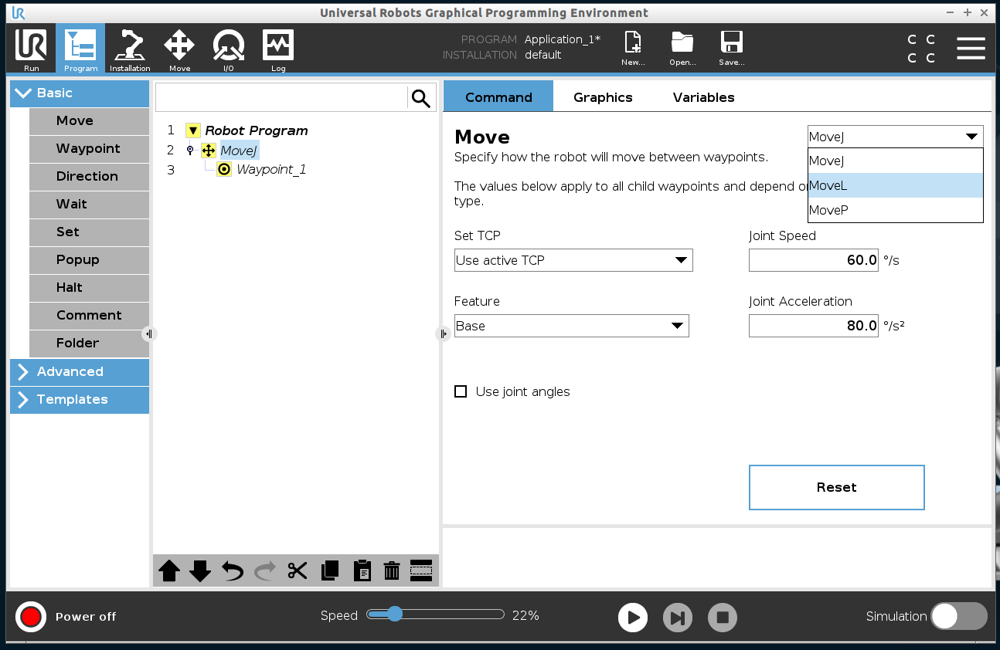 Universal Robots Graphical Programming Environment
Run
Program
Installation
Move
I/O
Log
PROGRAM Application_1*
INSTALLATION default
New...
Open...
Save...
C C
C C
Basic
Move
Waypoint
Direction
Wait
Set
Popup
Halt
Comment
Folder
Advanced
Templates
1 Robot Program
2 MoveJ
3 Waypoint_1
Command Graphics Variables
Move
MoveJ
MoveJ
MoveL
MoveP
Specify how the robot will move between waypoints.
The values below apply to all child waypoints and depend
type.
Set TCP
Use active TCP
Joint Speed
60.0 °/s
Feature
Base
Joint Acceleration
80.0 °/s²
Use joint angles
Reset
Power off
Speed 22%
Simulation